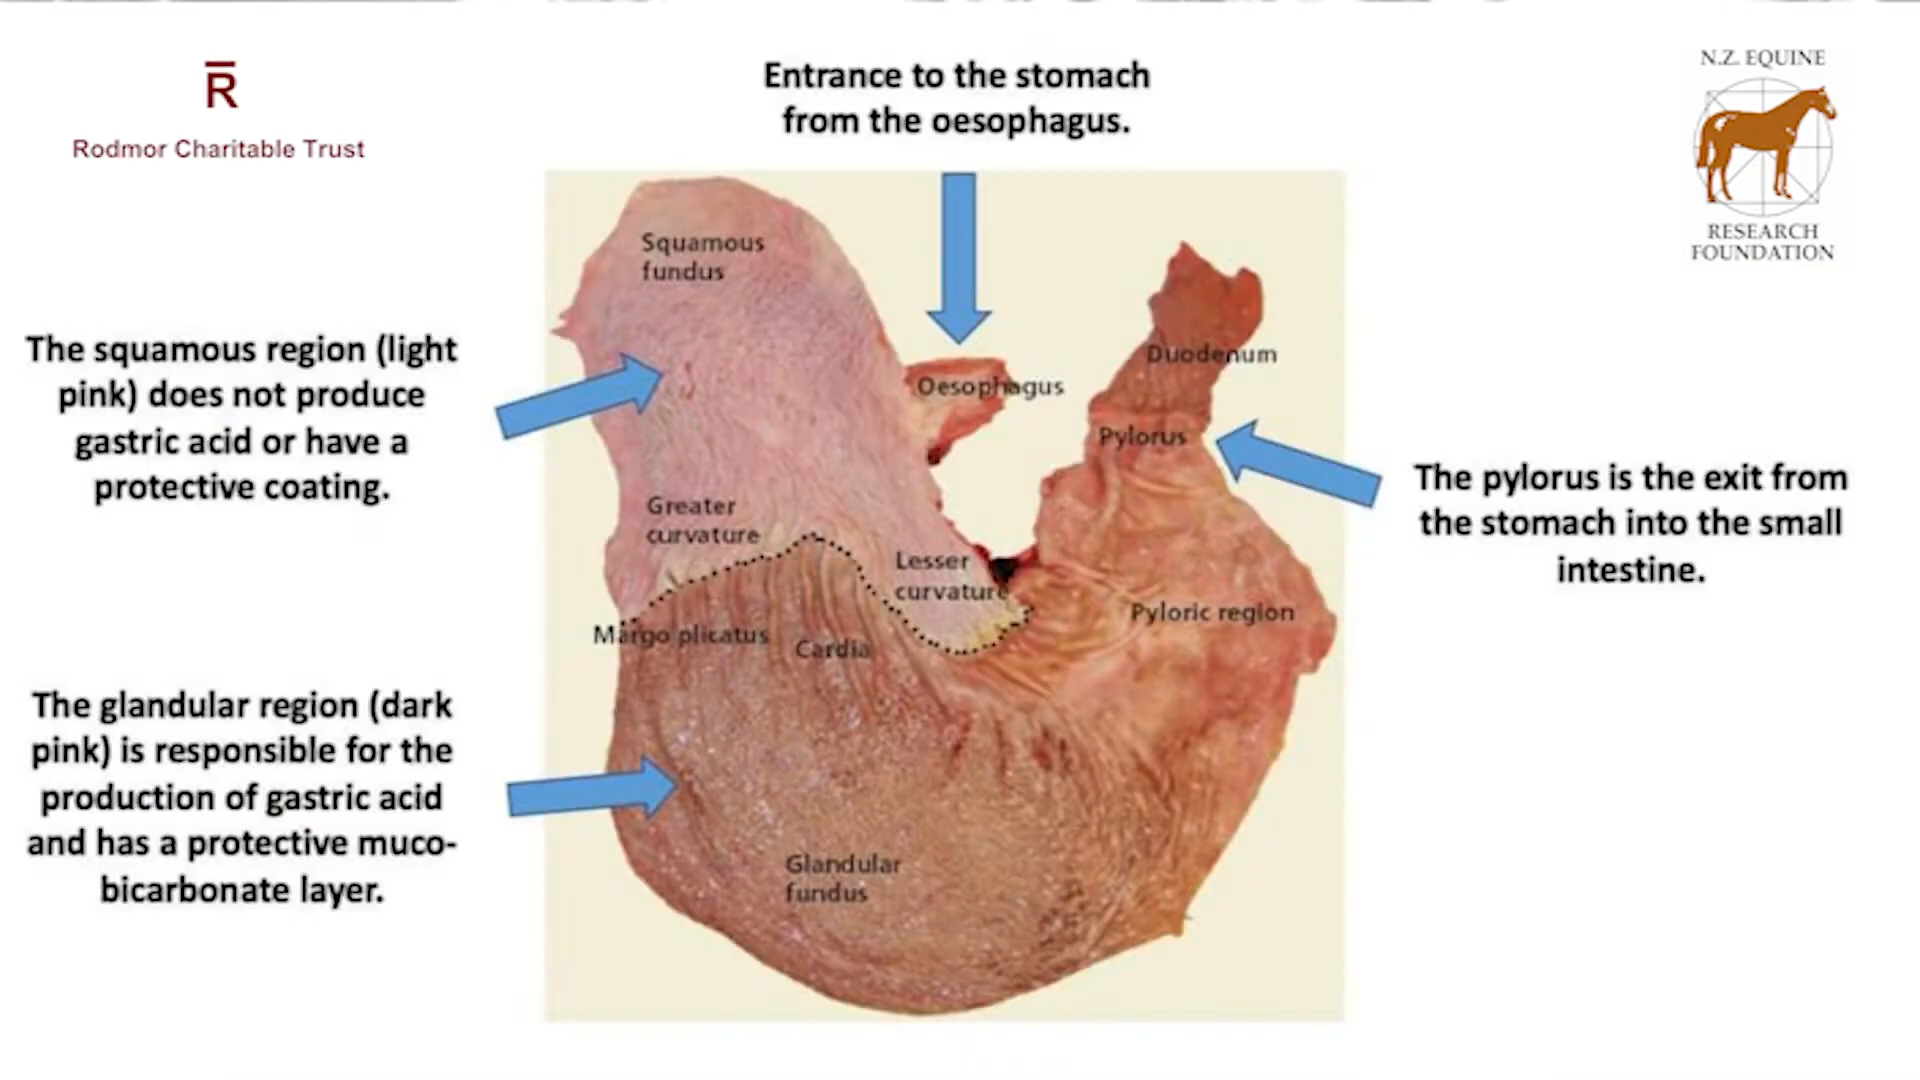 R
Rodmor Charitable Trust
Entrance to the stomach
from the oesophagus.
N.Z. EQUINE
RESEARCH
FOUNDATION
The squamous region (light
pink) does not produce
gastric acid or have a
protective coating.
The glandular region (dark
pink) is responsible for the
production of gastric acid
and has a protective muco-
bicarbonate layer.
Squamous
fundus
Oesophagus
Duodenum
Pylorus
Greater
curvature
Lesser
curvature
Pyloric region
Margo plicatus
Cardia
Glandular
fundus
The pylorus is the exit from
the stomach into the small
intestine.